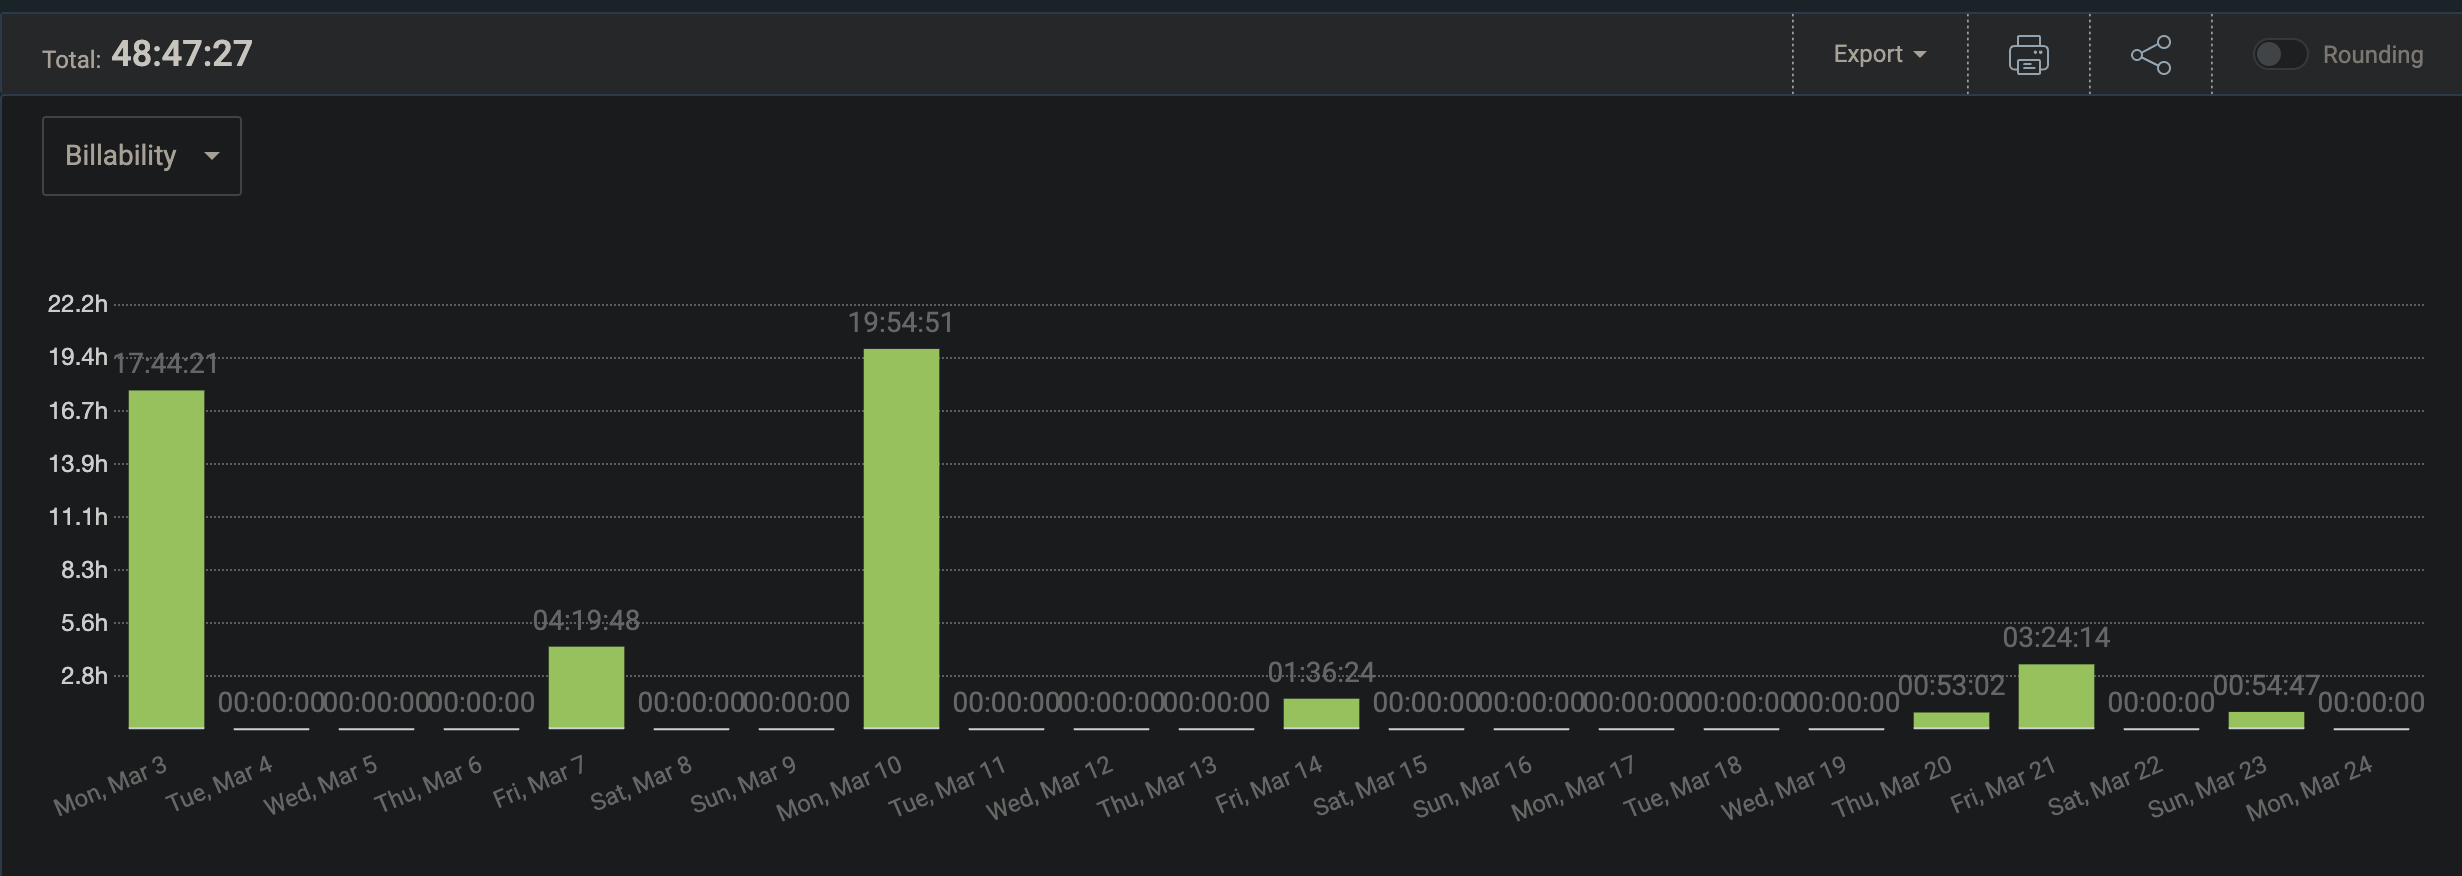 Total: 48:47:27
Export
Rounding
Billability
22.2h
19.4h
16.7h
13.9h
11.1h
8.3h
5.6h
2.8h
17:44:21
00:00:00
00:00:00
00:00:00
04:19:48
00:00:00
00:00:00
19:54:51
00:00:00
00:00:00
00:00:00
01:36:24
00:00:00
00:00:00
00:00:00
00:00:00
00:00:00
00:53:02
03:24:14
00:00:00
00:54:47
00:00:00
Mon, Mar 3
Tue, Mar 4
Wed, Mar 5
Thu, Mar 6
Fri, Mar 7
Sat, Mar 8
Sun, Mar 9
Mon, Mar 10
Tue, Mar 11
Wed, Mar 12
Thu, Mar 13
Fri, Mar 14
Sat, Mar 15
Sun, Mar 16
Mon, Mar 17
Tue, Mar 18
Wed, Mar 19
Thu, Mar 20
Fri, Mar 21
Sat, Mar 22
Sun, Mar 23
Mon, Mar 24